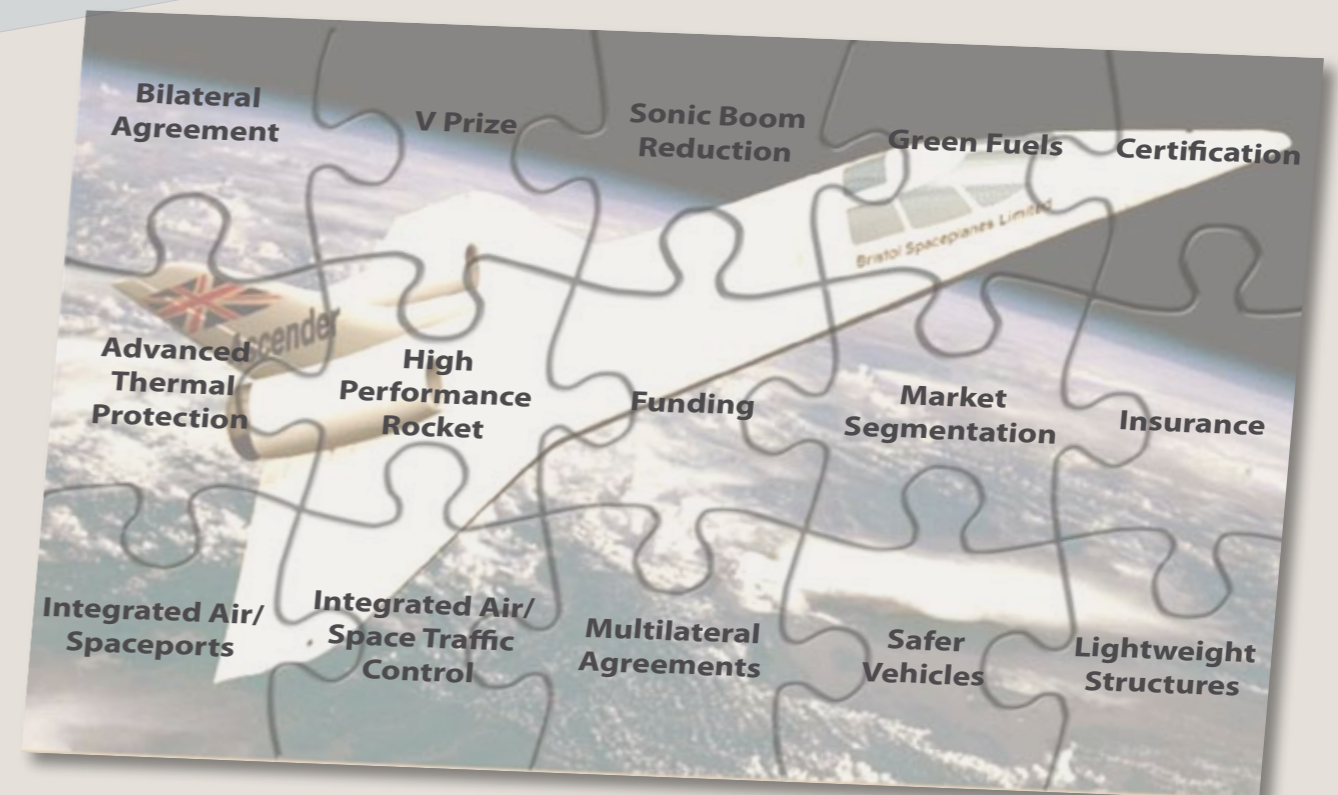 Bilateral
Agreement
V Prize
Sonic Boom
Reduction
Green Fuels
Certification
Bristol Spaceplanes Limited
Ascender
Advanced
Thermal
Protection
High
Performance
Rocket
Funding
Market
Segmentation
Insurance
Integrated Air/
Spaceports
Integrated Air/
Space Traffic
Control
Multilateral
Agreements
Safer
Vehicles
Lightweight
Structures